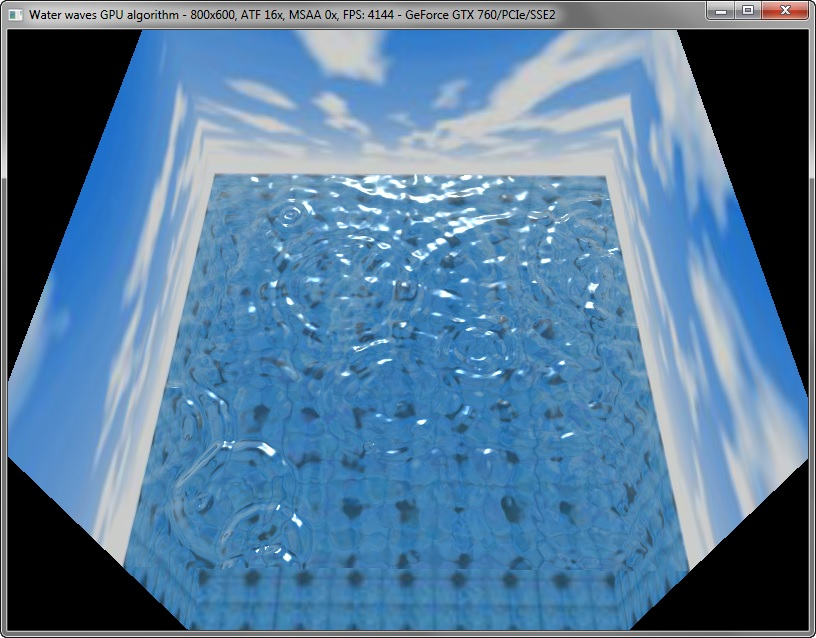 Water waves GPU algorithm - 800x600, ATF 16x, MSAA 0x, FPS: 4144 - GeForce GTX 760/PCIe/SSE2